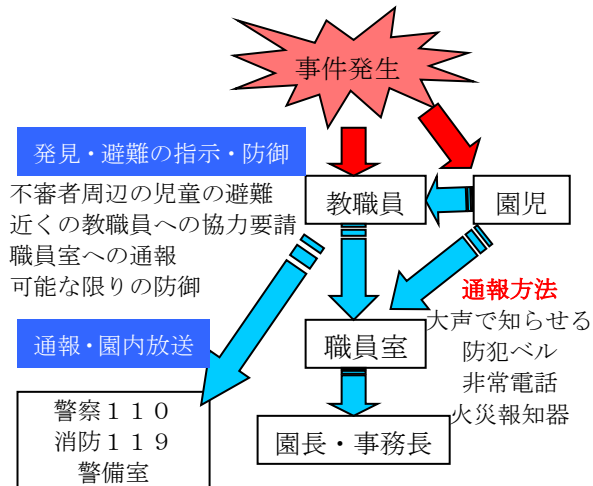 事件発生
発見・避難の指示・防御
不審者周辺の児童の避難
近くの教職員への協力要請
職員室への通報
可能な限りの防御
教職員
園児
通報方法
大声で知らせる
防犯ベル
非常電話
火災報知器
通報・園内放送
職員室
警察１１０
消防１１９
警備室
園長・事務長